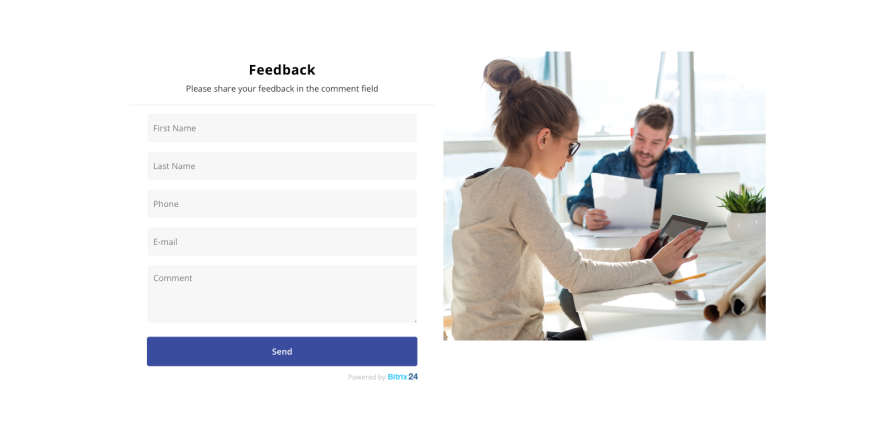 Feedback
Please share your feedback in the comment field
First Name
Last Name
Phone
E-mail
Comment
Send
Powered by Bitrix24